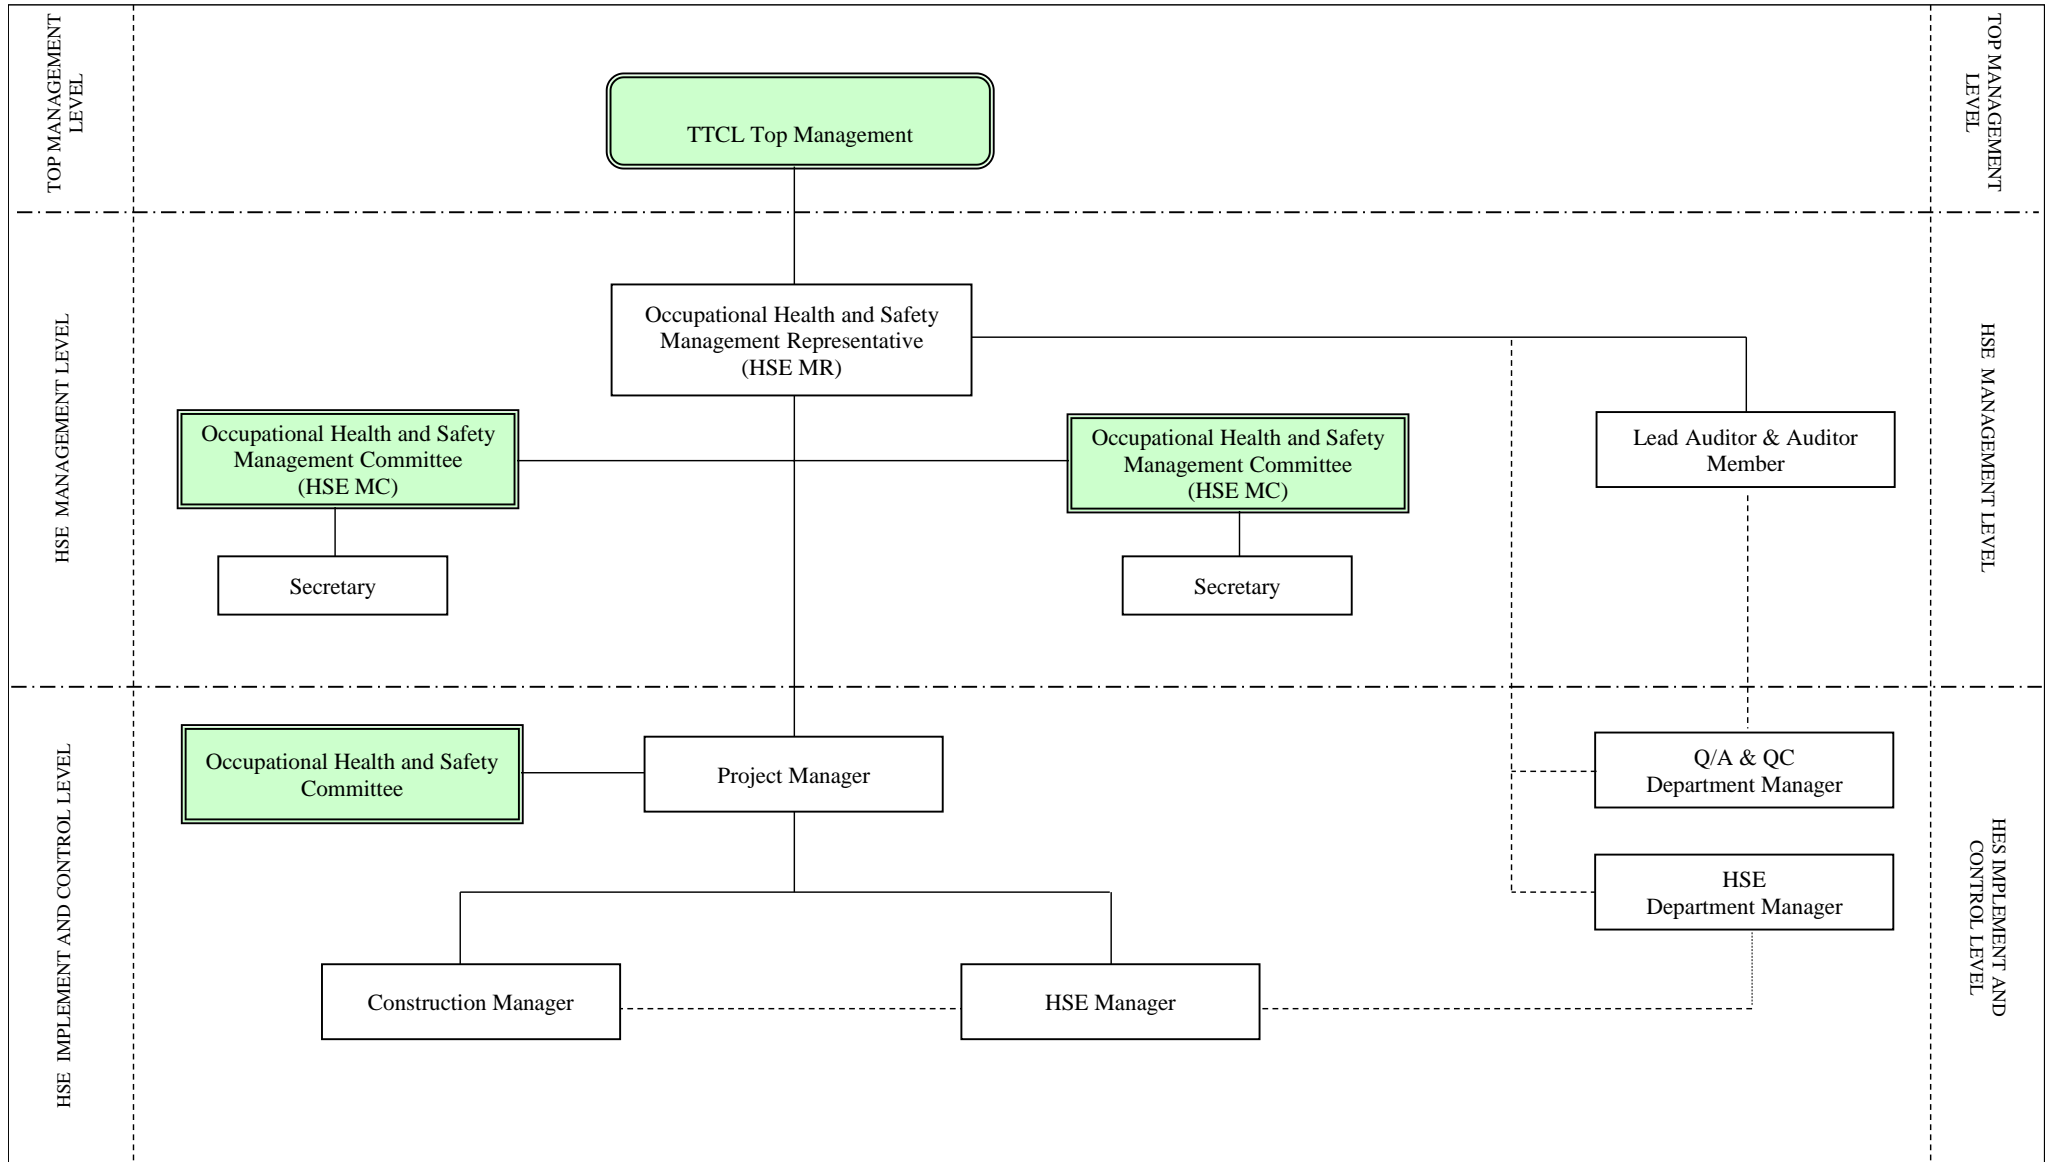 TOP MANAGEMENT
LEVEL
TOP MANAGEMENT
LEVEL
TTCL Top Management
HSE  MANAGEMENT LEVEL
HSE  MANAGEMENT LEVEL
Occupational Health and Safety
Management Representative
(HSE MR)
Occupational Health and Safety
Management Committee
(HSE MC)
Occupational Health and Safety
Management Committee
(HSE MC)
Lead Auditor & Auditor
Member
Secretary
Secretary
HSE  IMPLEMENT AND CONTROL LEVEL
HES IMPLEMENT AND
CONTROL LEVEL
Occupational Health and Safety
Committee
Project Manager
Q/A & QC
Department Manager
HSE
Department Manager
Construction Manager
HSE Manager